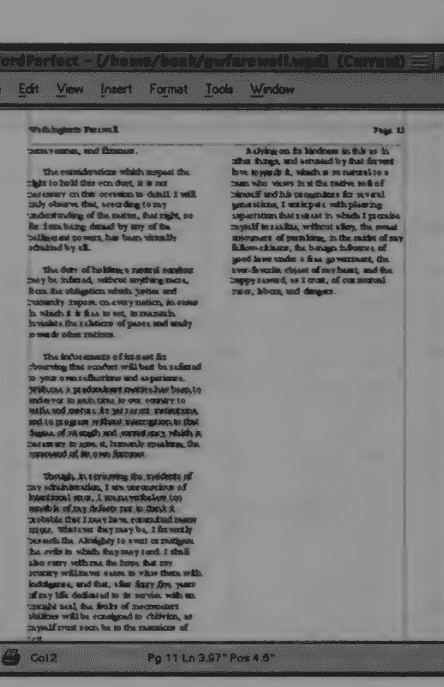 ordPerfect - [/home/book/gwfarewell.wpd] (Current)
Edit View Insert Format Tools Window
Washington's Farewell Page 11
perseverance, and firmness.
The considerations which respect the
right to hold this conduct, it is not
necessary on this occasion to detail. I will
only observe that, according to my
understanding of the matter, that right, so
far from being denied by any of the
belligerent powers, has been virtually
admitted by all.
The duty of holding a neutral conduct
may be inferred, without anything more,
from the obligation which justice and
humanity impose on every nation, in cases
in which it is free to act, to maintain
inviolate the relations of peace and amity
towards other nations.
The inducements of interest for
observing that conduct will best be referred
to your own reflections and experience.
With me a predominant motive has been to
endeavor to gain time to our country to
settle and mature its yet recent institutions,
and to progress without interruption to that
degree of strength and consistency which is
necessary to give it, humanly speaking, the
command of its own fortunes.
Though, in reviewing the incidents of
my administration, I am unconscious of
intentional error, I am nevertheless too
sensible of my defects not to think it
probable that I may have committed many
errors. Whatever they may be, I fervently
beseech the Almighty to avert or mitigate
the evils to which they may tend. I shall
also carry with me the hope that my
country will never cease to view them with
indulgence; and that, after forty five years
of my life dedicated to its service with an
upright zeal, the faults of incompetent
abilities will be consigned to oblivion, as
myself must soon be to the mansions of
rest.
Relying on its kindness in this as in
other things, and actuated by that fervent
love towards it, which is so natural to a
man who views in it the native soil of
himself and his progenitors for several
generations, I anticipate with pleasing
expectation that retreat in which I promise
myself to realize, without alloy, the sweet
enjoyment of partaking, in the midst of my
fellow-citizens, the benign influence of
good laws under a free government, the
ever-favorite object of my heart, and the
happy reward, as I trust, of our mutual
cares, labors, and dangers.
Col 2 Pg 11 Ln 3.97" Pos 4.6"